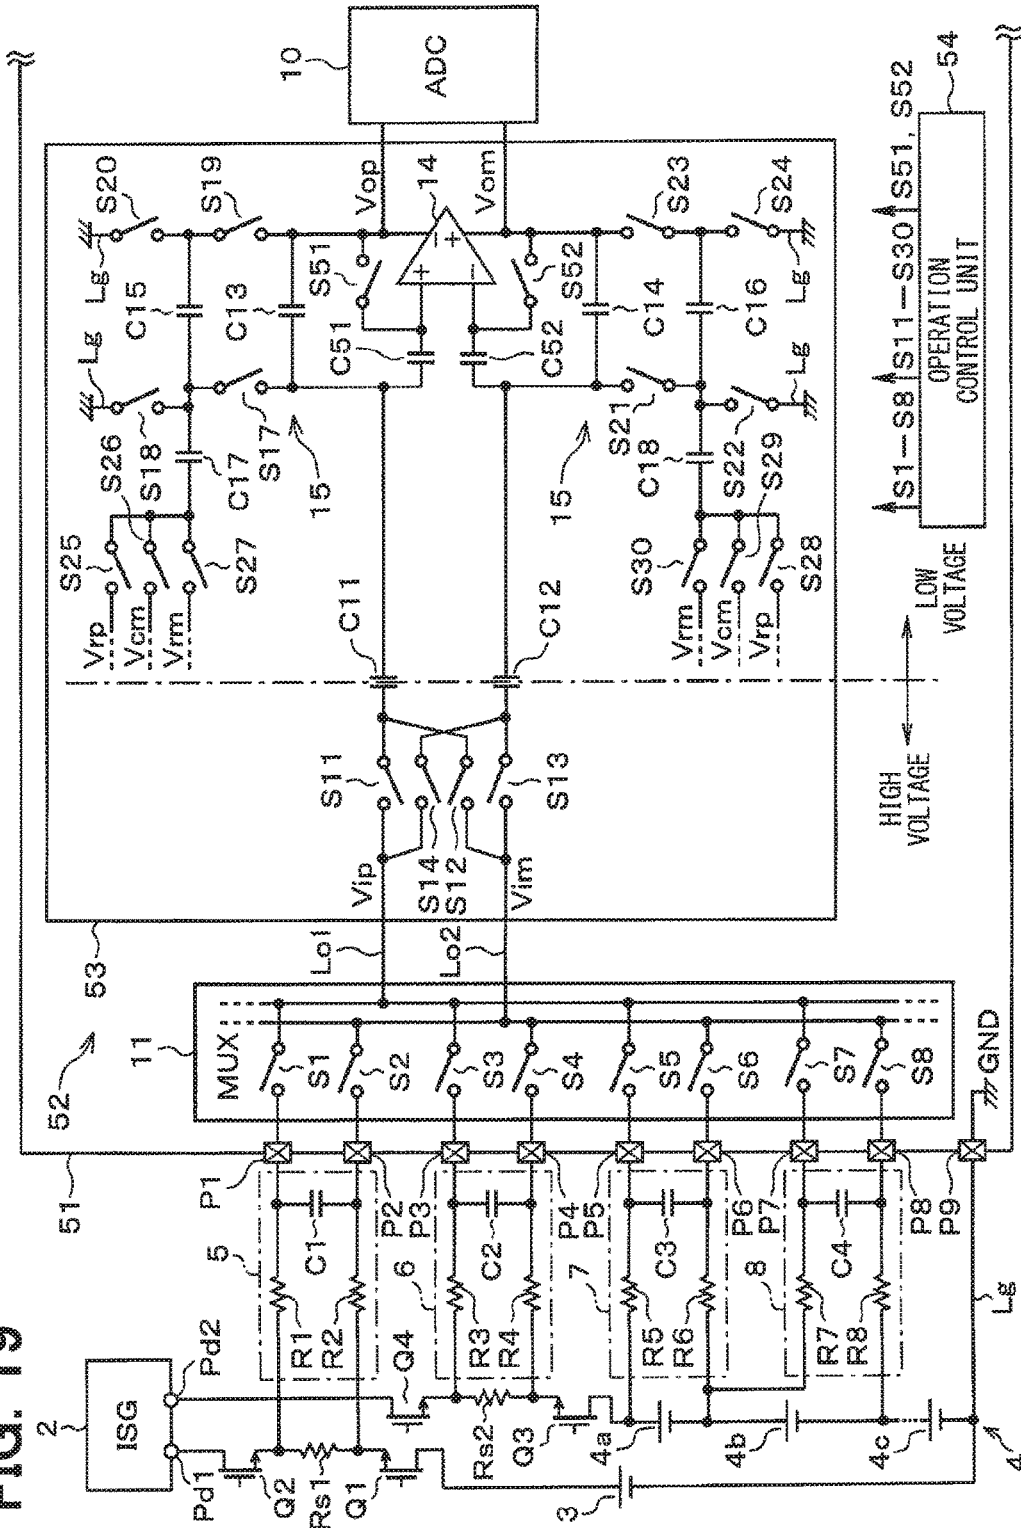 FIG. 19
2
ISG
Pd1
Pd2
Q2
Rs1
Q1
3
Q4
Rs2
Q3
4a
4b
4c
4
Lg
5
R1
R2
C1
6
R3
R4
C2
7
R5
R6
C3
8
R7
R8
C4
51
P1
P2
P3
P4
P5
P6
P7
P8
P9
GND
52
11
MUX
S1
S2
S3
S4
S5
S6
S7
S8
53
Lo1
Lo2
Vip
Vim
S11
S14
S12
S13
HIGH
VOLTAGE
LOW
VOLTAGE
C11
C12
Vrp
Vcm
Vrm
S25
S26
S27
Vrm
Vcm
Vrp
S30
S29
S28
S18
C17
S17
15
Lg
15
S21
C18
S22
Lg
C15
C13
S51
C51
C52
S52
C14
C16
Lg
S20
S19
Vop
14
Vom
S23
S24
Lg
10
ADC
S1–S8
S11–S30
S51, S52
OPERATION
CONTROL UNIT
54